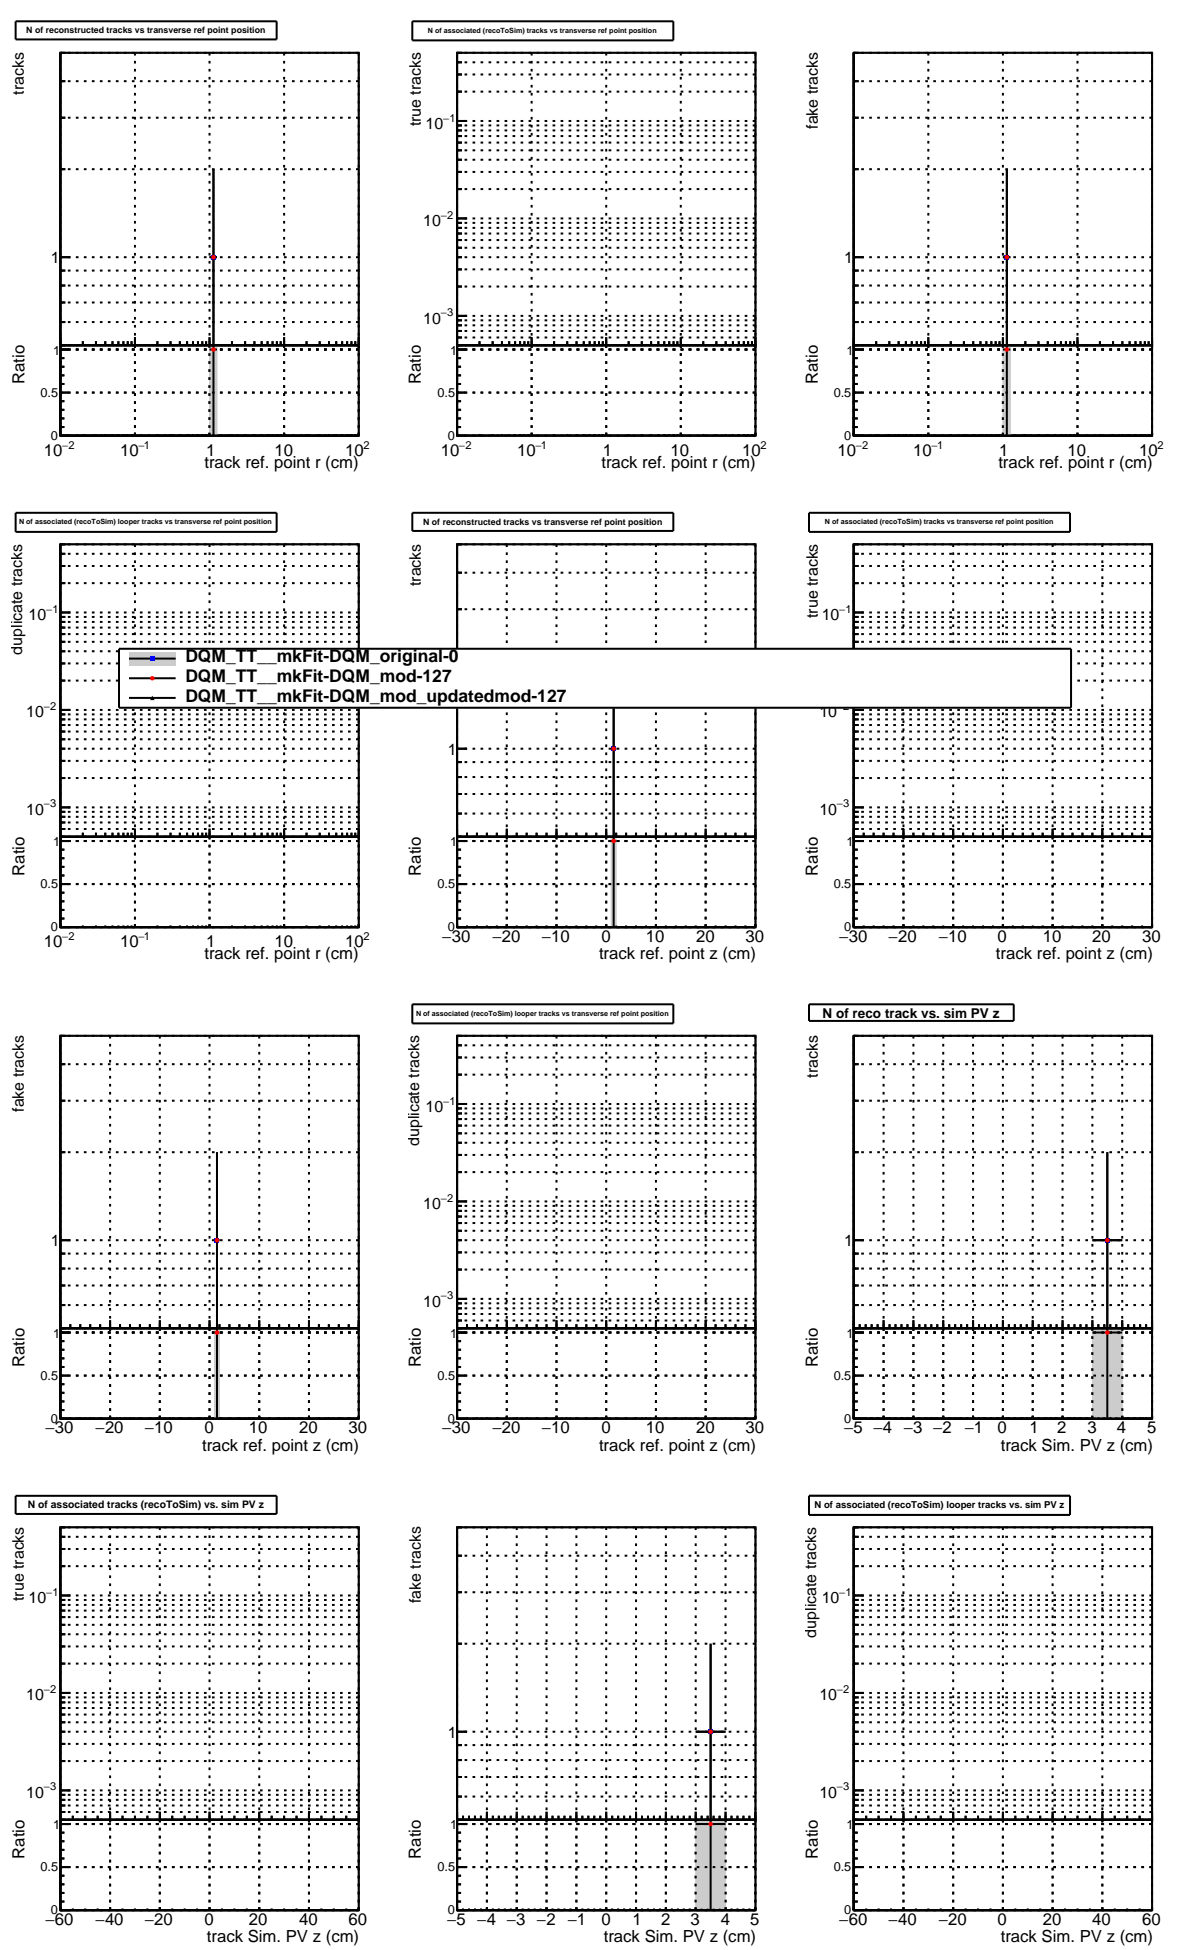 N of reconstructed tracks vs transverse ref point position
tracks
1
Ratio
1
0.5
0
10−2 10−1 1 10 102
track ref. point r (cm)
N of associated (recoToSim) tracks vs transverse ref point position
true tracks
10−1
10−2
10−3
Ratio
1
0.5
0
10−2 10−1 1 10 102
track ref. point r (cm)
fake tracks
1
Ratio
1
0.5
0
10−2 10−1 1 10 102
track ref. point r (cm)
N of associated (recoToSim) looper tracks vs transverse ref point position
duplicate tracks
10−1
10−2
10−3
Ratio
1
0.5
0
10−2 10−1 1 10 102
track ref. point r (cm)
N of reconstructed tracks vs transverse ref point position
tracks
1
Ratio
1
0.5
0
−30 −20 −10 0 10 20 30
track ref. point z (cm)
N of associated (recoToSim) tracks vs transverse ref point position
true tracks
10−1
10
10−3
Ratio
1
0.5
0
−30 −20 −10 0 10 20 30
track ref. point z (cm)
DQM_TT__mkFit-DQM_original-0
DQM_TT__mkFit-DQM_mod-127
DQM_TT__mkFit-DQM_mod_updatedmod-127
fake tracks
1
Ratio
1
0.5
0
−30 −20 −10 0 10 20 30
track ref. point z (cm)
N of associated (recoToSim) looper tracks vs transverse ref point position
duplicate tracks
10−1
10−2
10−3
Ratio
1
0.5
0
−30 −20 −10 0 10 20 30
track ref. point z (cm)
N of reco track vs. sim PV z
tracks
1
Ratio
1
0.5
0
−5 −4 −3 −2 −1 0 1 2 3 4 5
track Sim. PV z (cm)
N of associated tracks (recoToSim) vs. sim PV z
true tracks
10−1
10−2
10−3
Ratio
1
0.5
0
−60 −40 −20 0 20 40 60
track Sim. PV z (cm)
fake tracks
1
Ratio
1
0.5
0
−5 −4 −3 −2 −1 0 1 2 3 4 5
track Sim. PV z (cm)
N of associated (recoToSim) looper tracks vs. sim PV z
duplicate tracks
10−1
10−2
10−3
Ratio
1
0.5
0
−60 −40 −20 0 20 40 60
track Sim. PV z (cm)